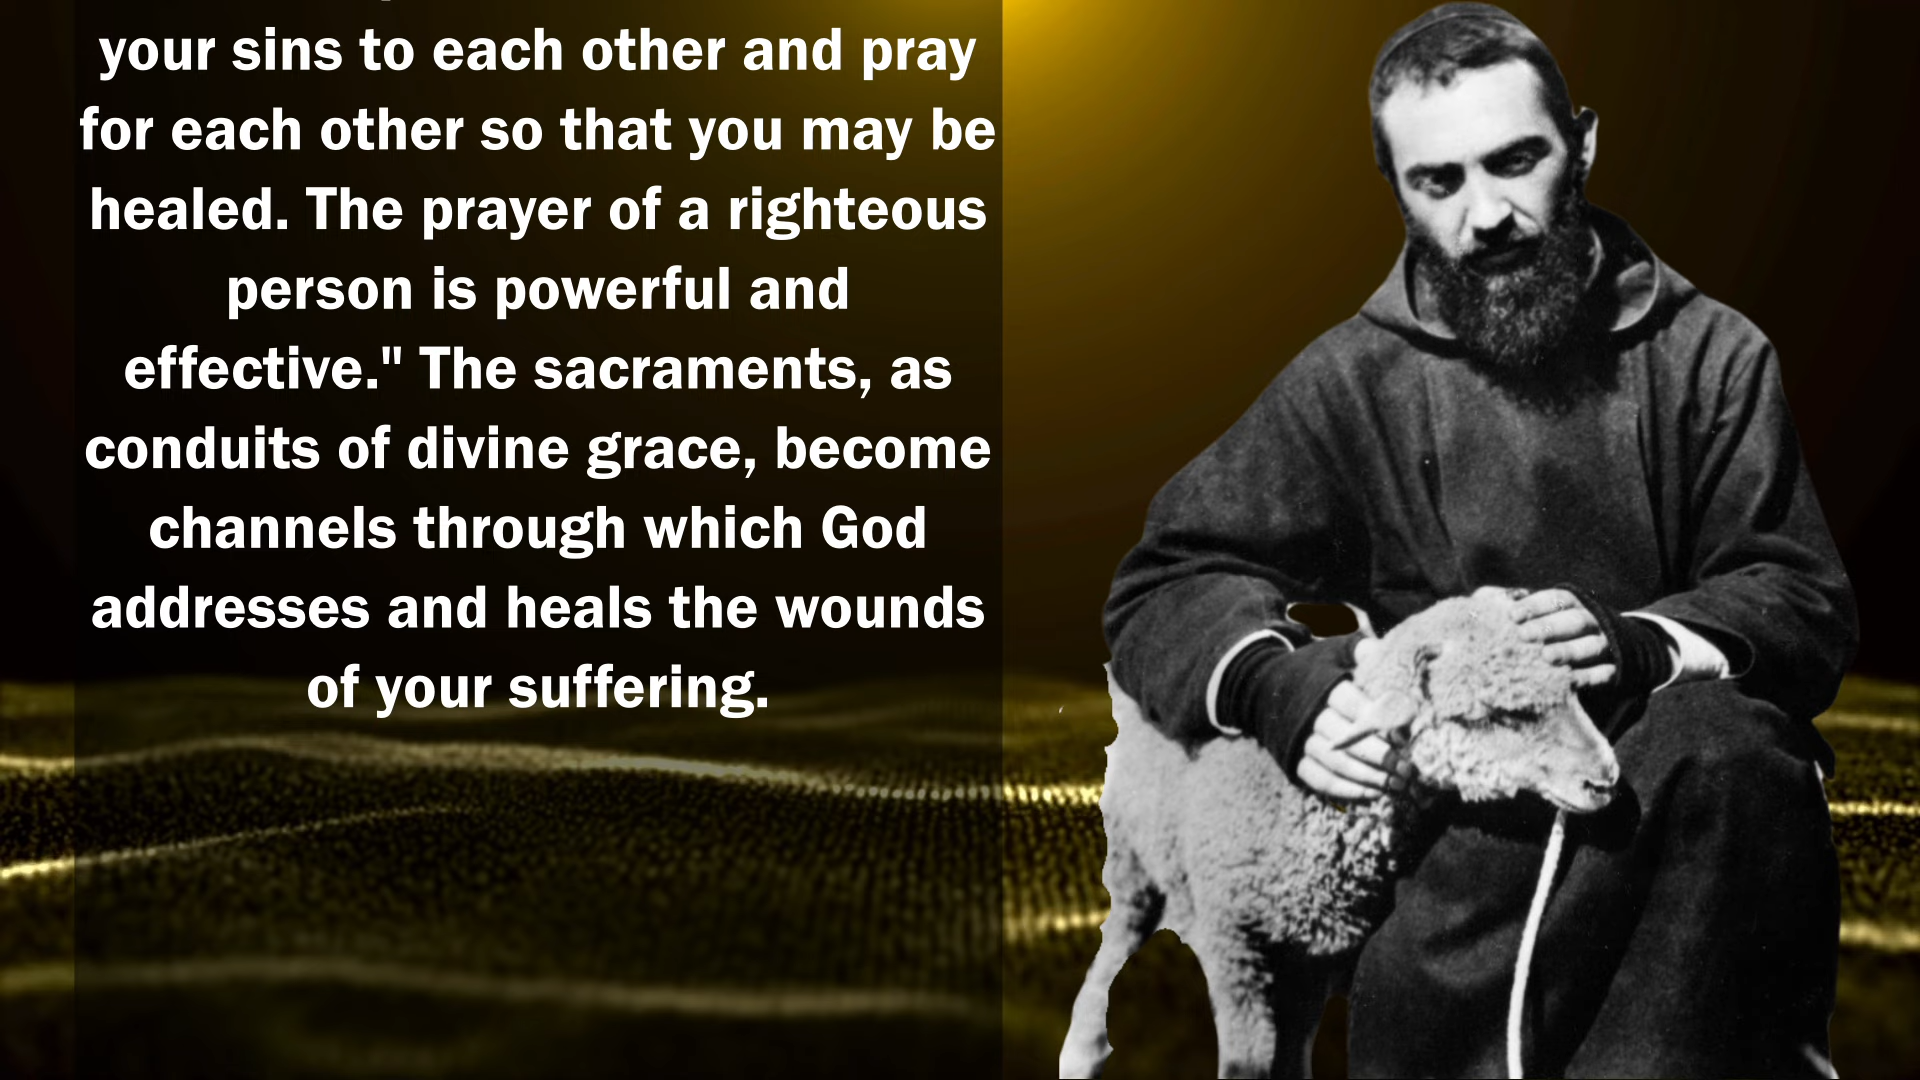 your sins to each other and pray
for each other so that you may be
healed. The prayer of a righteous
person is powerful and
effective." The sacraments, as
conduits of divine grace, become
channels through which God
addresses and heals the wounds
of your suffering.